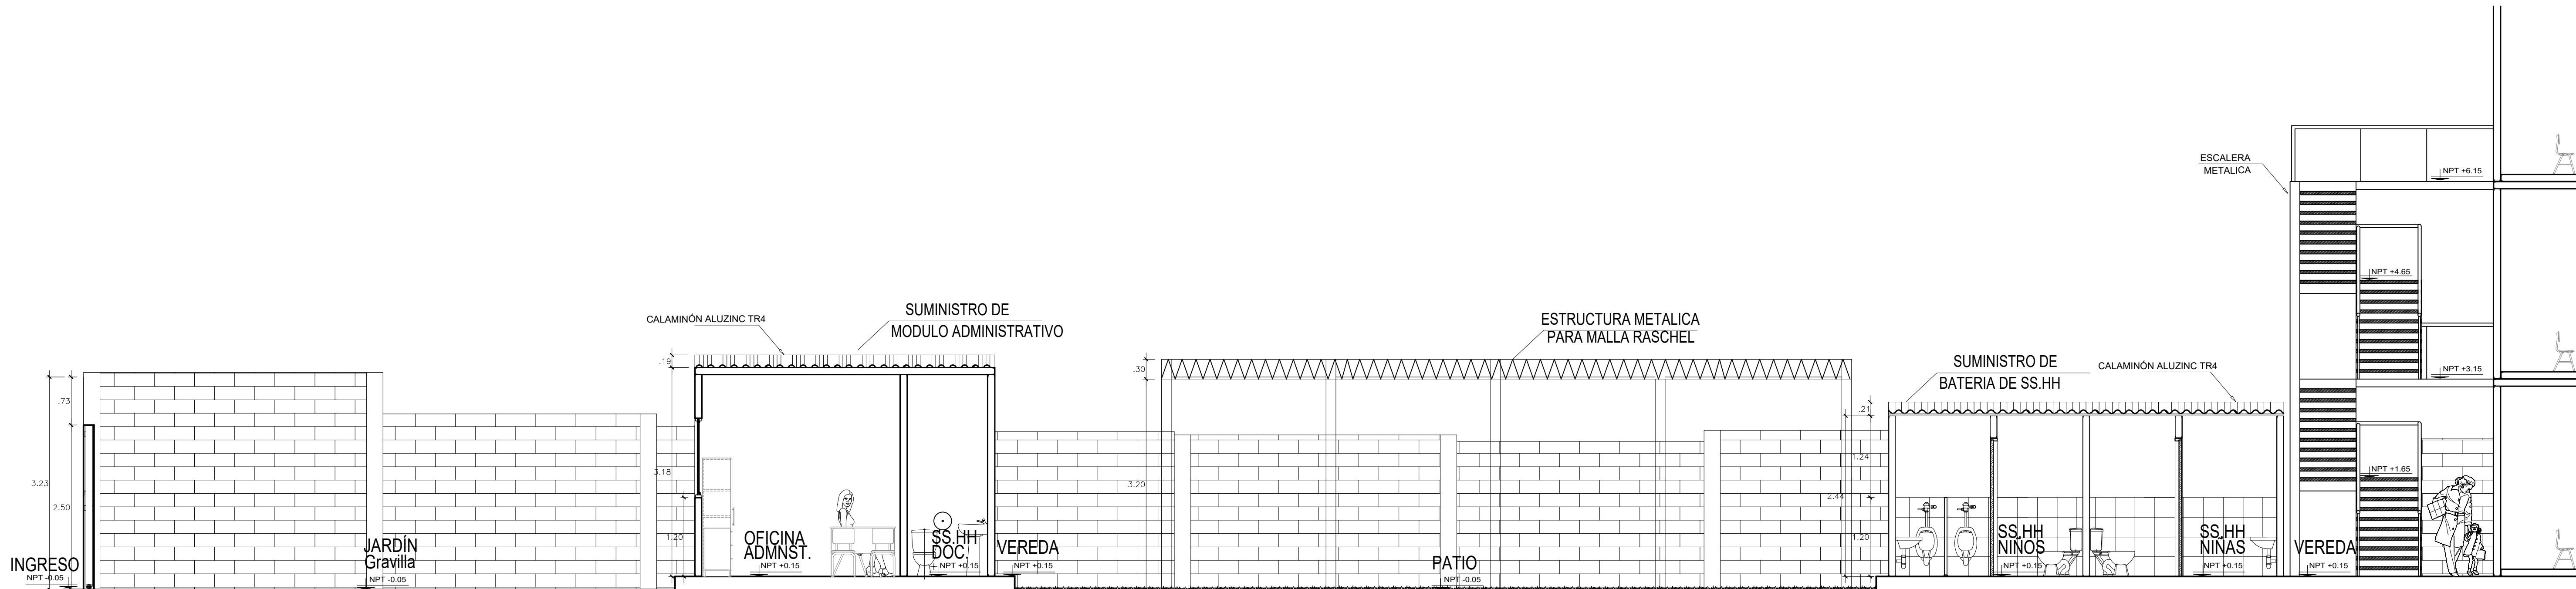 ESCALERA
METALICA
NPT +6.15
NPT +4.65
NPT +3.15
NPT +1.65
SUMINISTRO DE
MODULO ADMINISTRATIVO
CALAMINÓN ALUZINC TR4
ESTRUCTURA METALICA
PARA MALLA RASCHEL
SUMINISTRO DE
BATERIA DE SS.HH
CALAMINÓN ALUZINC TR4
.73
3.23
2.50
.19
3.18
1.20
.30
3.20
.21
1.24
2.44
1.20
INGRESO
NPT -0.05
JARDÍN
Gravilla
NPT -0.05
OFICINA
ADMNST.
NPT +0.15
SS.HH
DOC.
NPT +0.15
VEREDA
NPT +0.15
PATIO
NPT -0.05
SS.HH
NIÑOS
NPT +0.15
SS.HH
NIÑAS
NPT +0.15
VEREDA
NPT +0.15